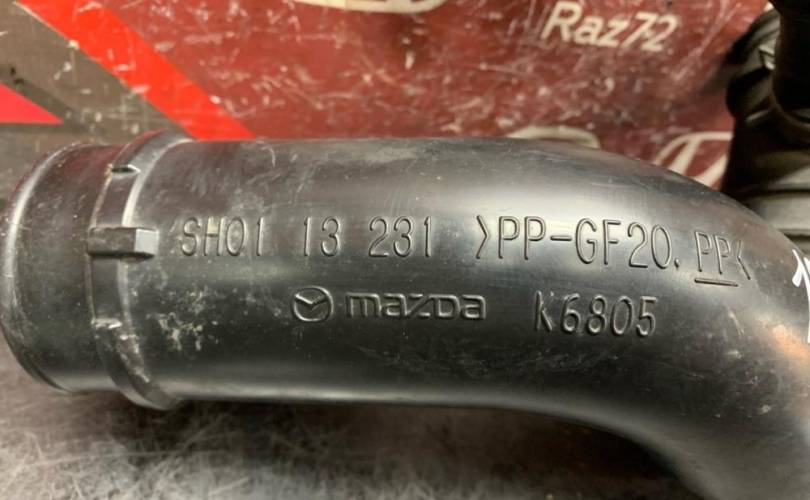 Raz72
SH01 13 231 >PP-GF20. PP<
mazda K6805